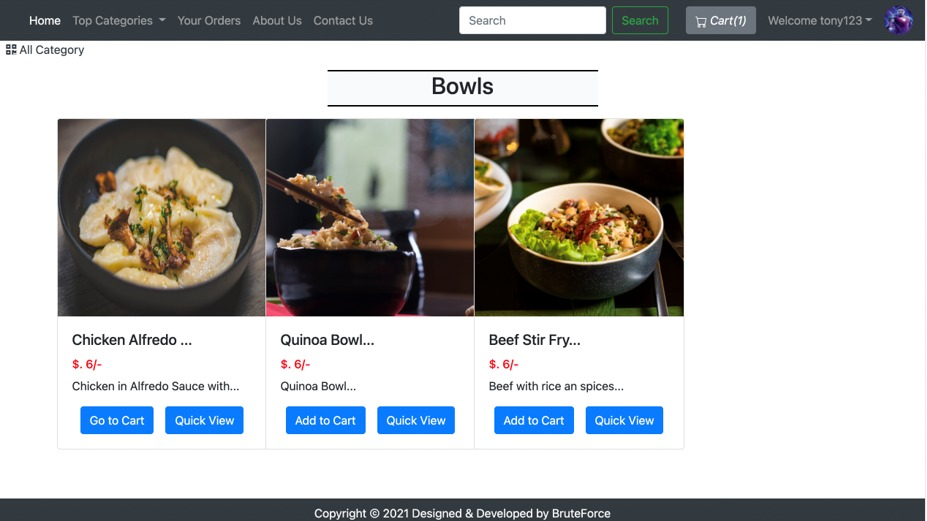 Home Top Categories Your Orders About Us Contact Us Search Search Cart(1) Welcome tony123
All Category
Bowls
Chicken Alfredo ...
$. 6/-
Chicken in Alfredo Sauce with...
Go to Cart Quick View
Quinoa Bowl...
$. 6/-
Quinoa Bowl...
Add to Cart Quick View
Beef Stir Fry...
$. 6/-
Beef with rice an spices...
Add to Cart Quick View
Copyright © 2021 Designed & Developed by BruteForce